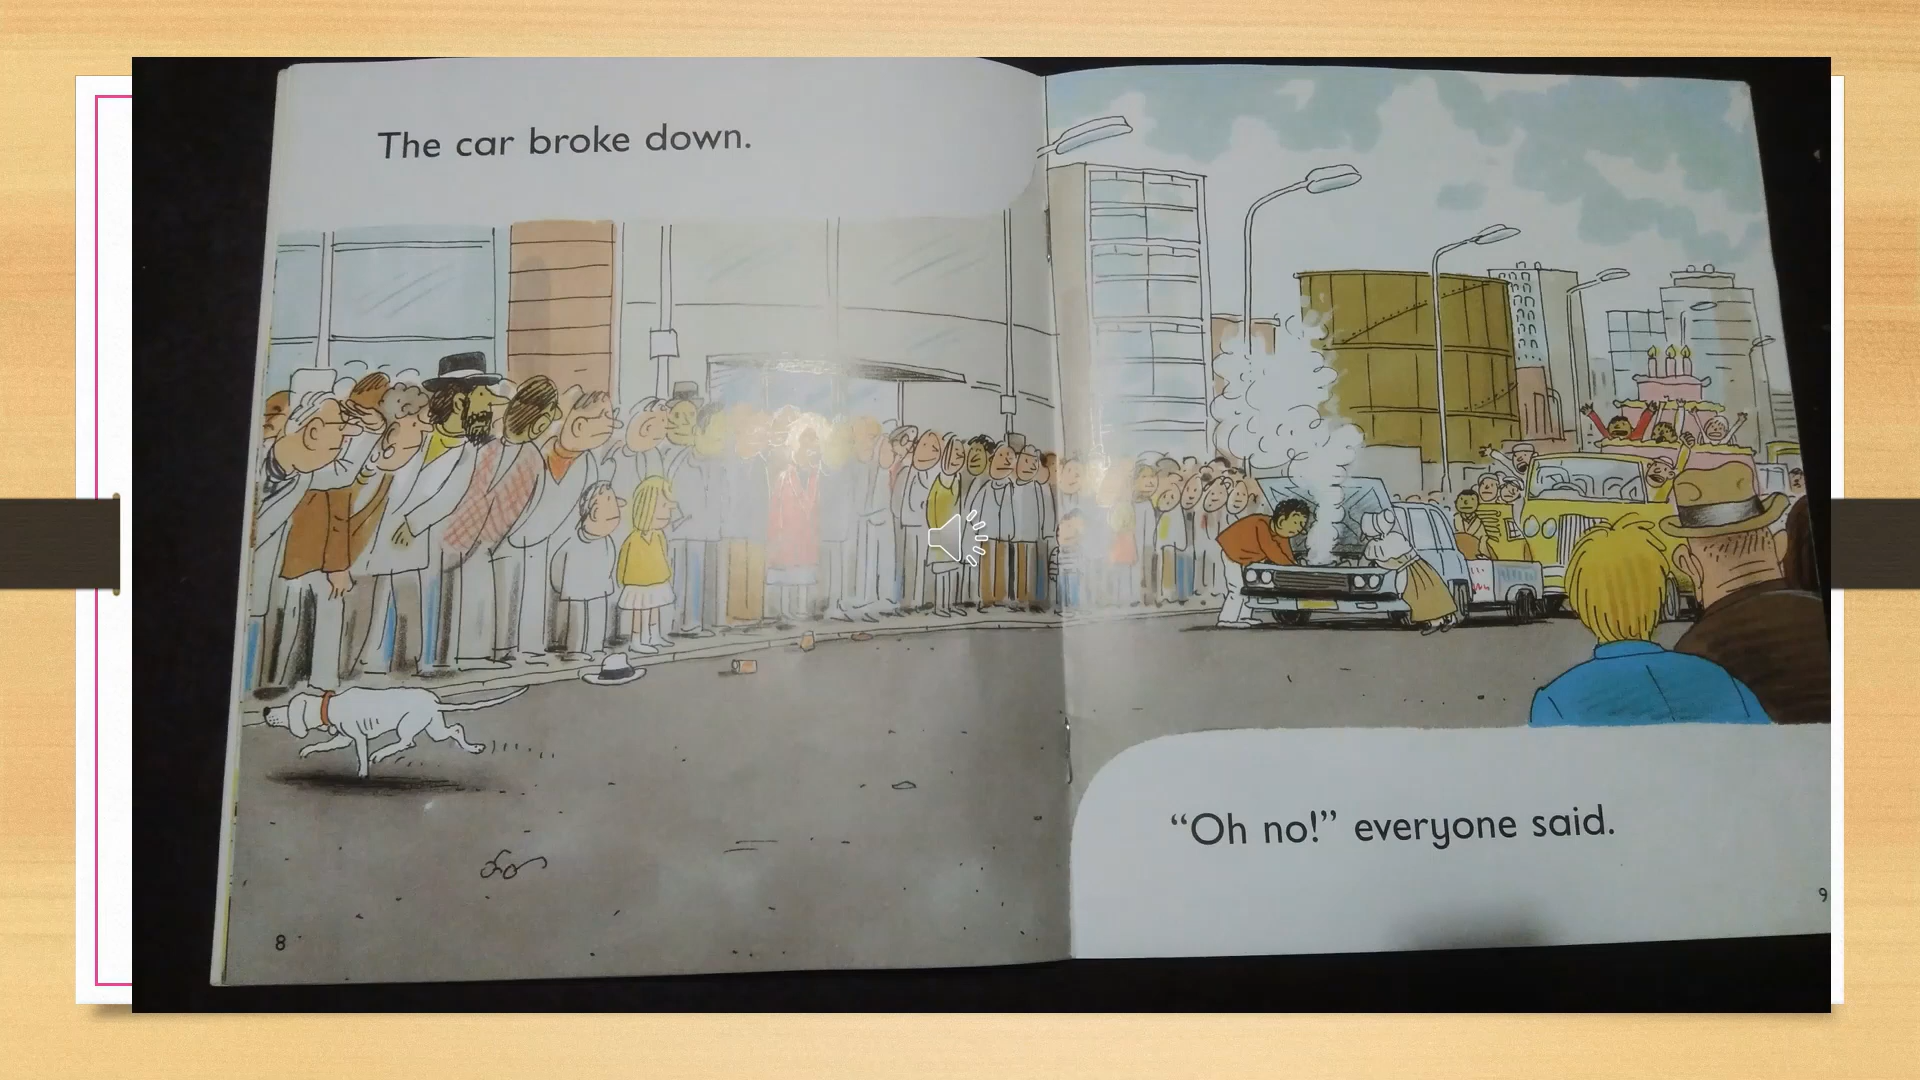 The car broke down.
“Oh no!” everyone said.
8
9